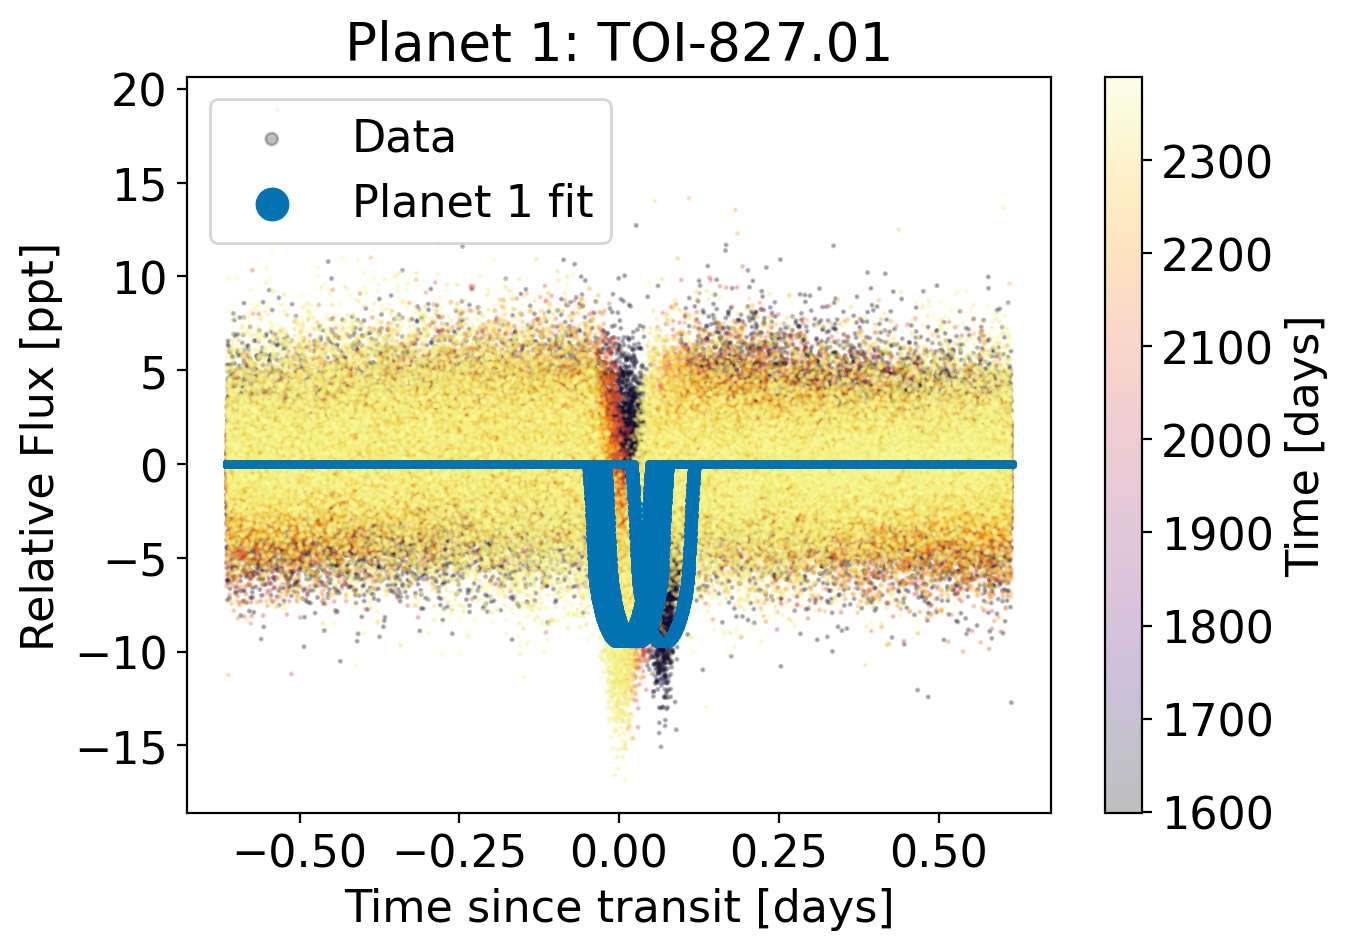 Planet 1: TOI-827.01
Data
Planet 1 fit
Relative Flux [ppt]
20
15
10
5
0
−5
−10
−15
−0.50 −0.25 0.00 0.25 0.50
Time since transit [days]
2300
2200
2100
2000
1900
1800
1700
1600
Time [days]